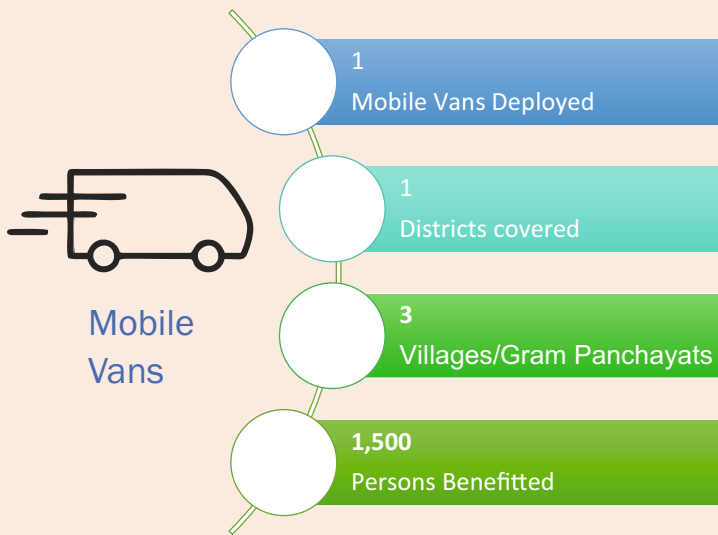 1
Mobile Vans Deployed
1
Districts covered
Mobile
Vans
3
Villages/Gram Panchayats
1,500
Persons Benefitted